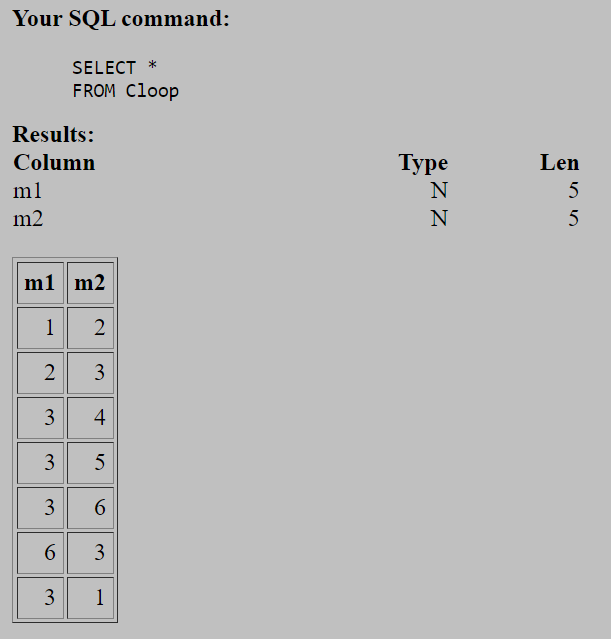 Your SQL command:
SELECT *
FROM Cloop
Results:
Column Type Len
m1 N 5
m2 N 5
m1 m2
1 2
2 3
3 4
3 5
3 6
6 3
3 1